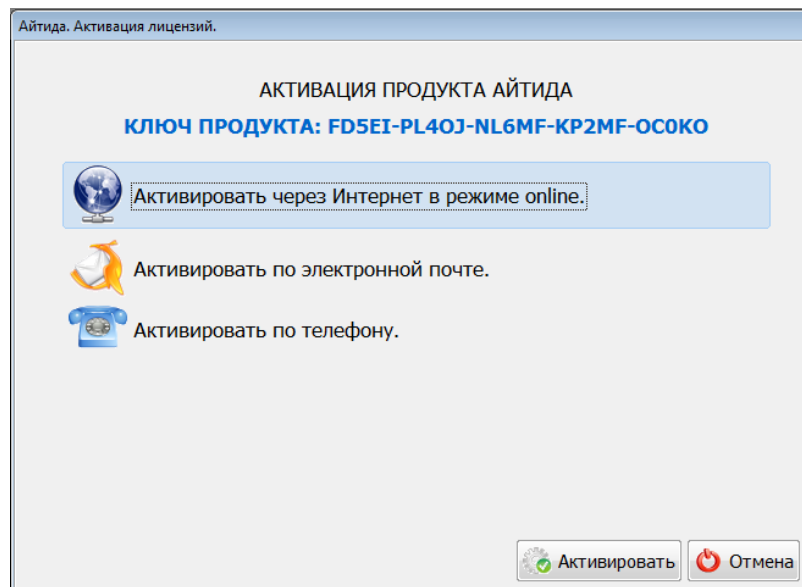 Айтида. Активация лицензий.
АКТИВАЦИЯ ПРОДУКТА АЙТИДА
КЛЮЧ ПРОДУКТА: FD5EI-PL4OJ-NL6MF-KP2MF-OC0KO
Активировать через Интернет в режиме online.
Активировать по электронной почте.
Активировать по телефону.
Активировать Отмена